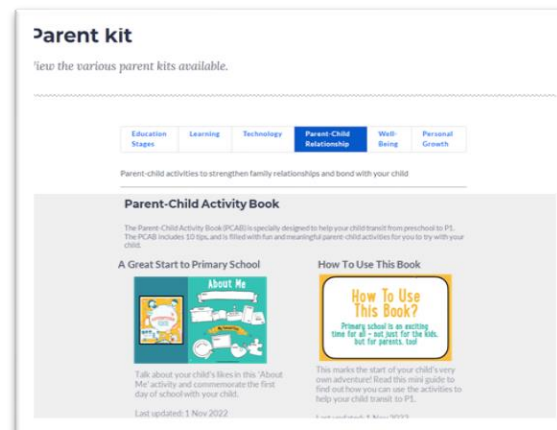 Parent kit
View the various parent kits available.
Education Stages
Learning
Technology
Parent-Child Relationship
Well-Being
Personal Growth
Parent-child activities to strengthen family relationships and bond with your child
Parent-Child Activity Book
The Parent-Child Activity Book (PCAB) is specially designed to help your child transit from preschool to P1.
The PCAB includes 10 tips, and is filled with fun and meaningful parent-child activities for you to try with your
child.
A Great Start to Primary School
About Me
Talk about your child's likes in this 'About
Me' activity and commemorate the first
day of school with your child.
Last updated: 1 Nov 2022
How To Use This Book
How To Use
This Book?
Primary school is an exciting
time for all – not just for the kids,
but for parents, too!
This marks the start of your child's very
own adventure! Read this mini guide to
find out how you can use the activities to
help your child transit to P1.
Last updated: 1 Nov 2022